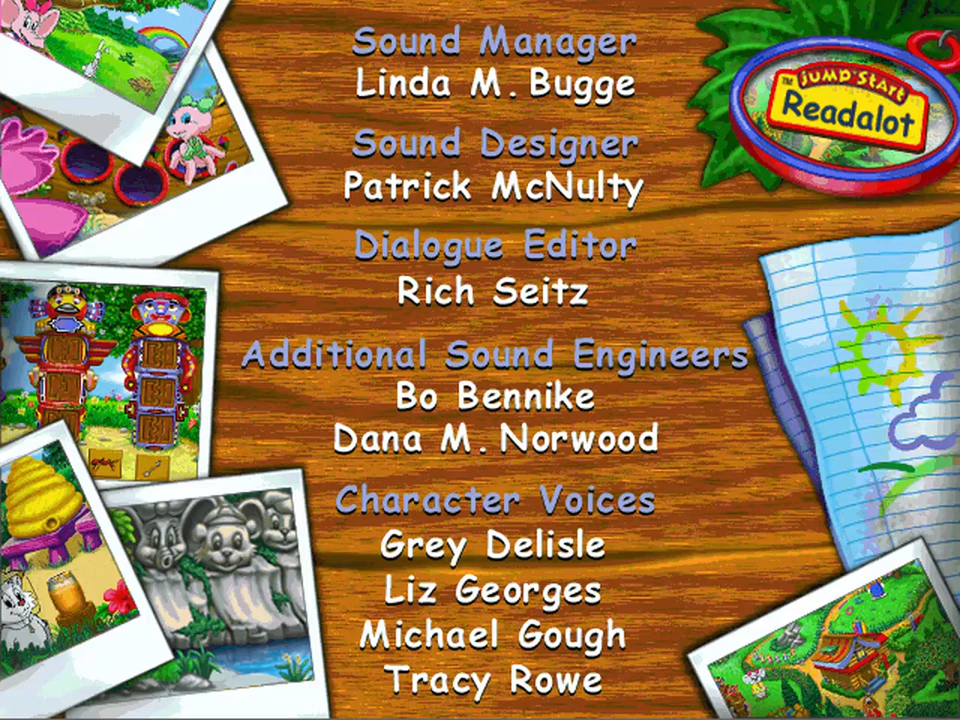 Sound Manager
Linda M. Bugge
THE JUMPSTART
Readalot
Sound Designer
Patrick McNulty
Dialogue Editor
Rich Seitz
Additional Sound Engineers
Bo Bennike
Dana M. Norwood
Character Voices
Grey Delisle
Liz Georges
Michael Gough
Tracy Rowe